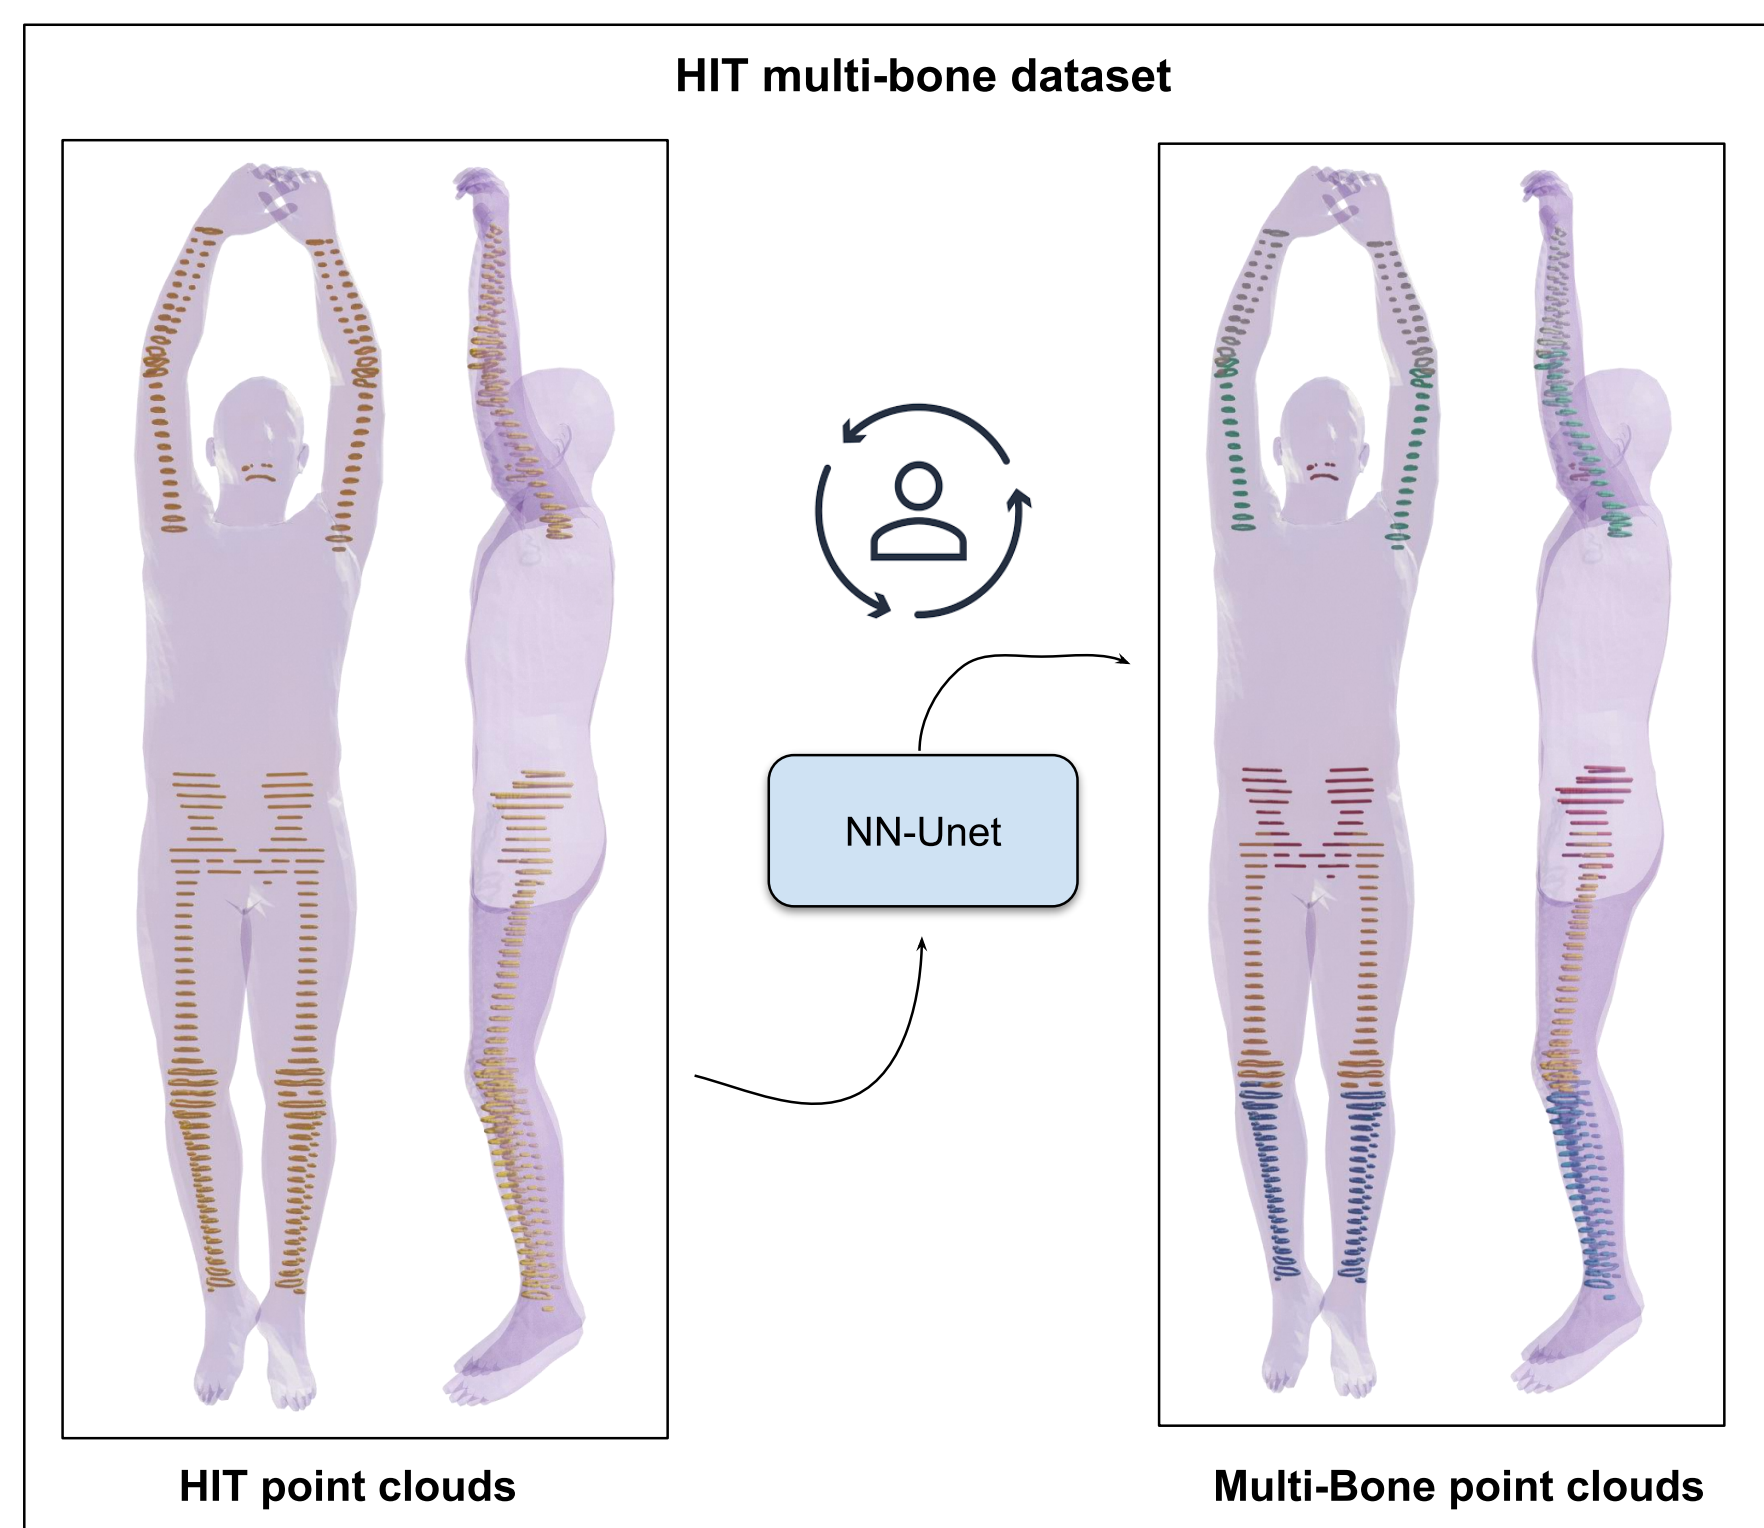 HIT multi-bone dataset
NN-Unet
HIT point clouds
Multi-Bone point clouds